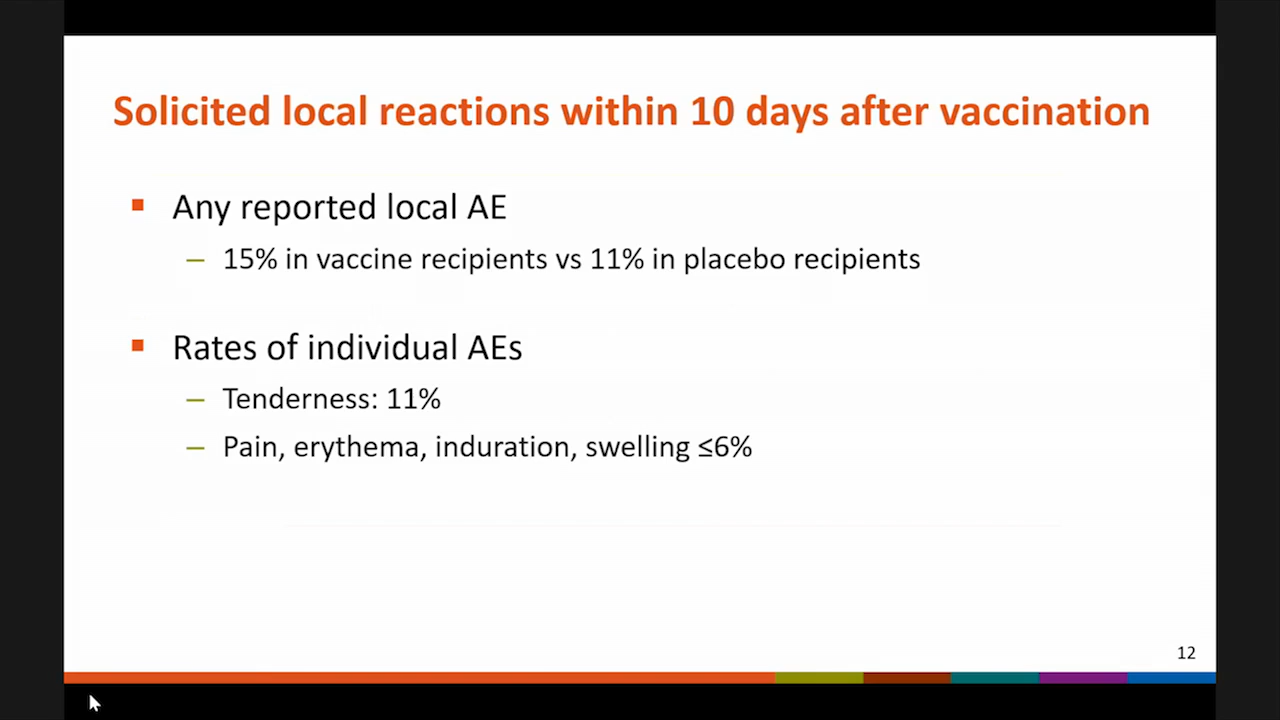 Solicited local reactions within 10 days after vaccination
▪ Any reported local AE
– 15% in vaccine recipients vs 11% in placebo recipients
▪ Rates of individual AEs
– Tenderness: 11%
– Pain, erythema, induration, swelling ≤6%
12